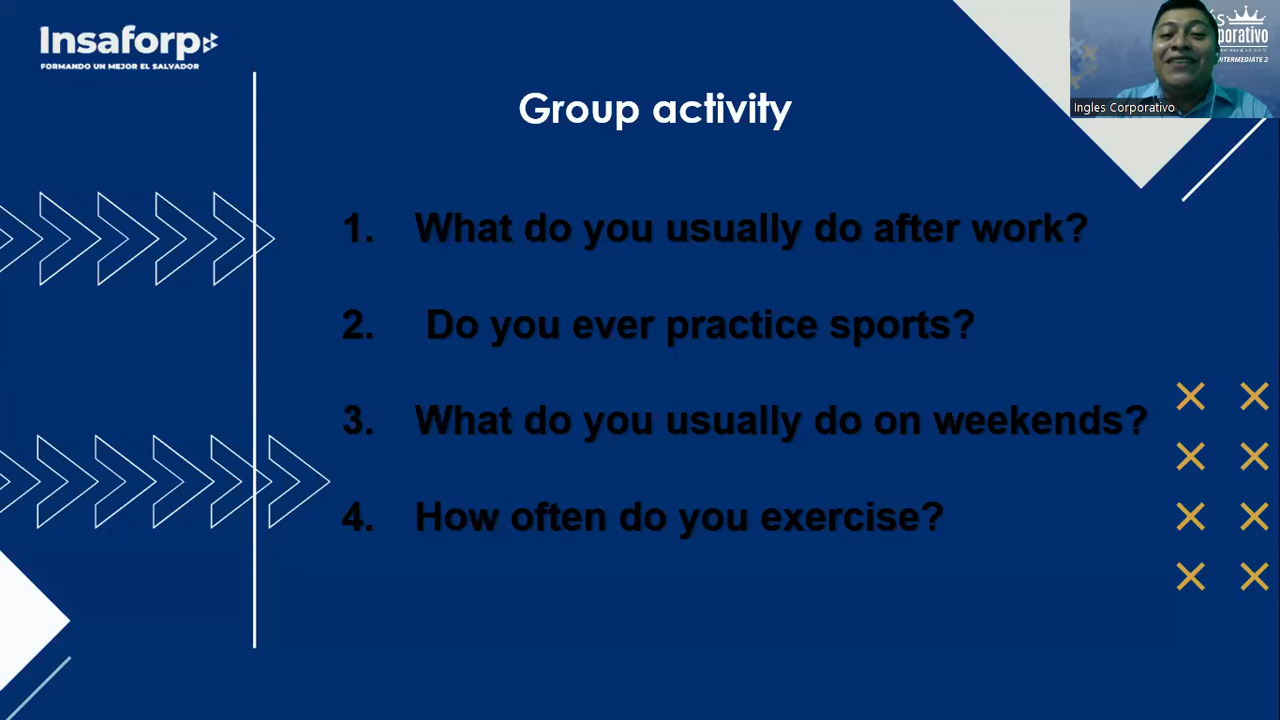 Insaforp
FORMANDO UN MEJOR EL SALVADOR
Group activity
1. What do you usually do after work?
2. Do you ever practice sports?
3. What do you usually do on weekends?
4. How often do you exercise?
Ingles Corporativo
INTERMEDIATE 2